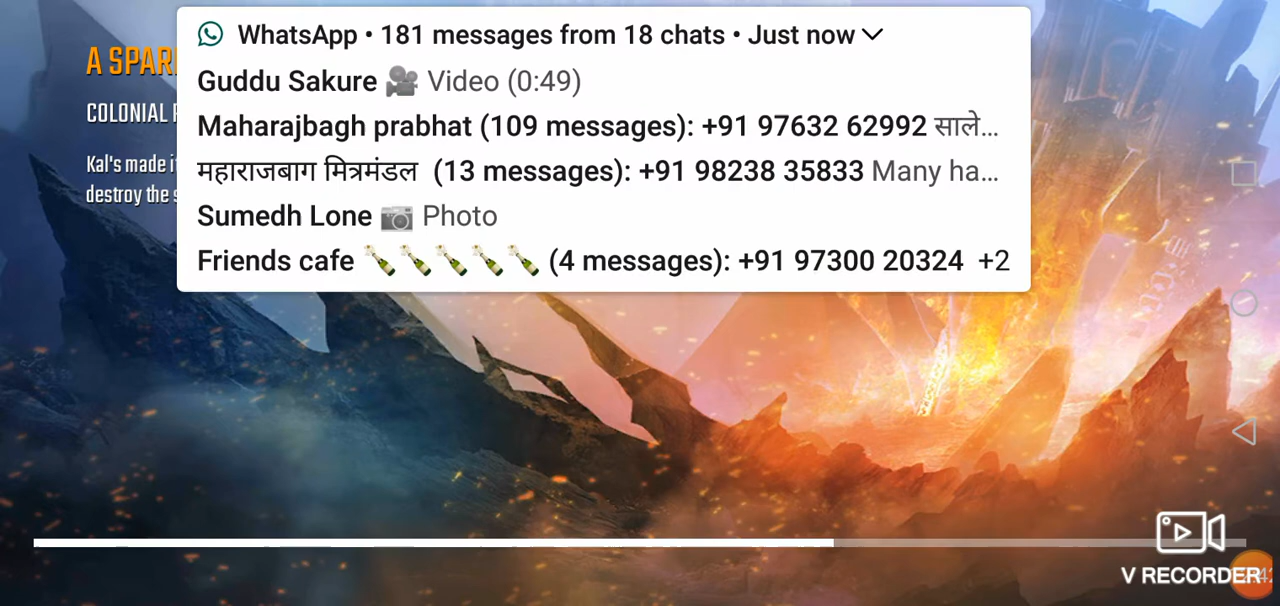 WhatsApp • 181 messages from 18 chats • Just now
A SPAR
Guddu Sakure 🎥 Video (0:49)
COLONIAL
Maharajbagh prabhat (109 messages): +91 97632 62992 साले...
Kal's made
महाराजबाग मित्रमंडल (13 messages): +91 98238 35833 Many ha...
destroy the
Sumedh Lone 📷 Photo
Friends cafe 🍾🍾🍾🍾🍾 (4 messages): +91 97300 20324 +2
V RECORDER